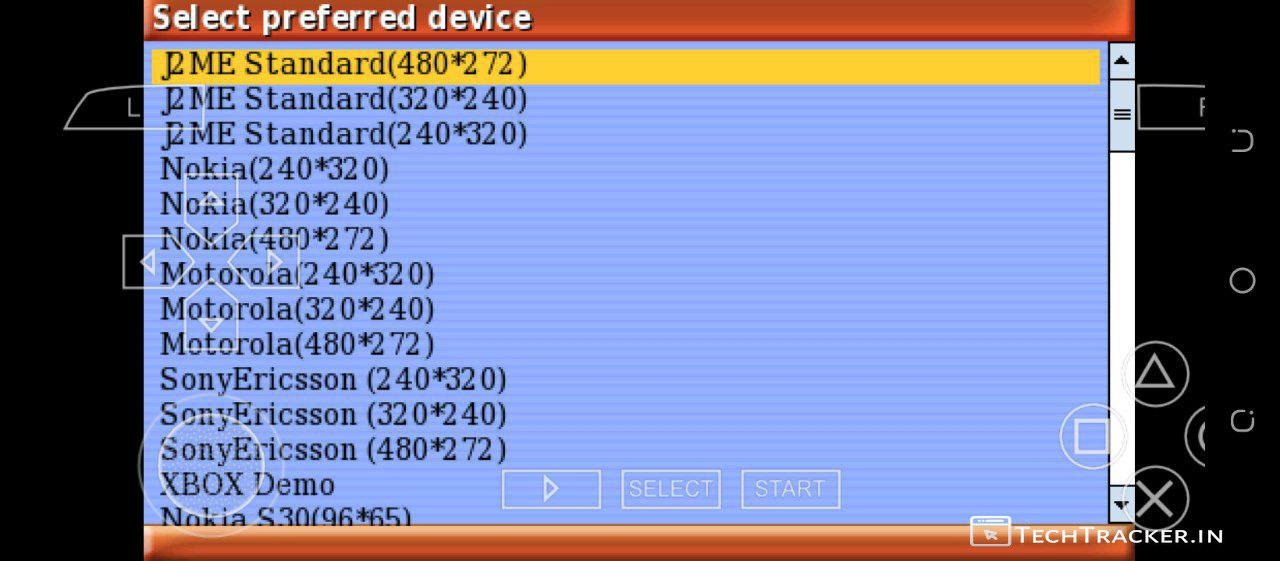 Select preferred device
J2ME Standard(480*272)
J2ME Standard(320*240)
L
J2ME Standard(240*320)
Nokia(240*320)
Nokia(320*240)
Nokia(480*272)
Motorola(240*320)
Motorola(320*240)
Motorola(480*272)
SonyEricsson (240*320)
SonyEricsson (320*240)
SonyEricsson (480*272)
XBOX Demo
SELECT
START
Nokia S30(96*65)
TECHTRACKER.IN